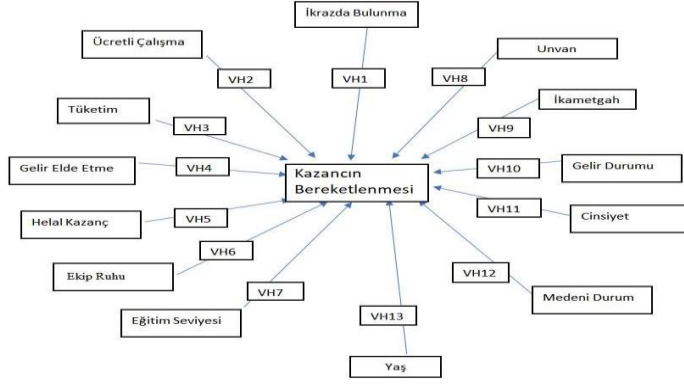 İkrazda Bulunma
Ücretli Çalışma
Unvan
VH1
VH2
VH8
Tüketim
İkametgah
VH3
VH9
Gelir Elde Etme
VH4
Kazancın
Bereketlenmesi
VH10
Gelir Durumu
Helal Kazanç
VH5
VH11
Cinsiyet
Ekip Ruhu
VH6
VH12
Medeni Durum
VH7
Eğitim Seviyesi
VH13
Yaş